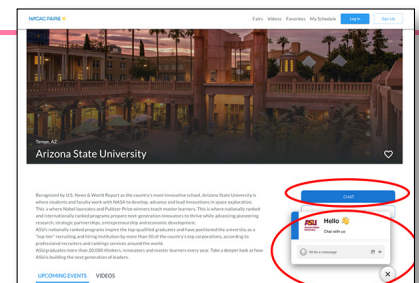 NACAC FAIRS
Fairs Videos Favorites My Schedule Log In Sign Up
Tempe, AZ
Arizona State University
Recognized by U.S. News & World Report as the country's most innovative school, Arizona State University is
where students and faculty work with NASA to develop, advance and lead innovations in space exploration.
This is where Nobel laureates and Pulitzer Prize winners teach master learners. This is where nationally ranked
and internationally ranked programs prepare next-generation innovators to thrive while advancing pioneering
research, strategic partnerships, entrepreneurship and economic development.
ASU's nationally ranked programs inspire the top qualified graduates and have positioned the university as a
"top-tier" recruiting and hiring institution by more than 50 of the country's top corporations, according to
professional recruiters and rankings services around the world.
ASU graduates more than 20,000 thinkers, innovators and master learners every year. Take a deeper look at how
ASU is building the next generation of leaders.
CHAT
ASU
Hello 👋
Chat with us
Write a message
UPCOMING EVENTS VIDEOS